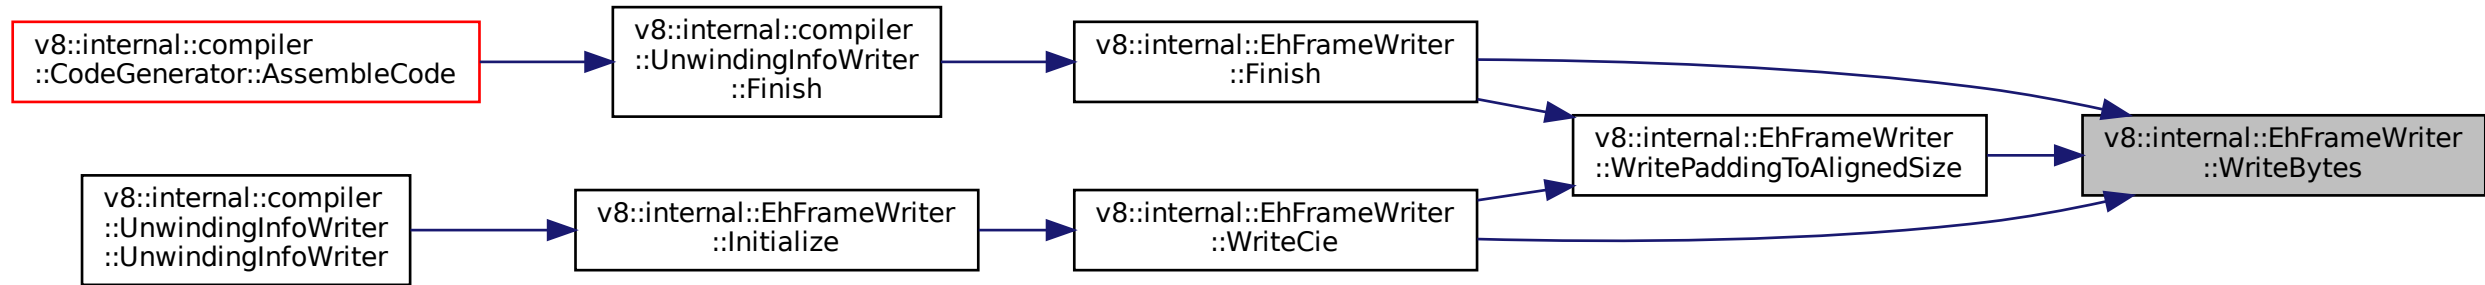 v8::internal::compiler
::CodeGenerator::AssembleCode
v8::internal::compiler
::UnwindingInfoWriter
::Finish
v8::internal::EhFrameWriter
::Finish
v8::internal::EhFrameWriter
::WritePaddingToAlignedSize
v8::internal::EhFrameWriter
::WriteBytes
v8::internal::compiler
::UnwindingInfoWriter
::UnwindingInfoWriter
v8::internal::EhFrameWriter
::Initialize
v8::internal::EhFrameWriter
::WriteCie